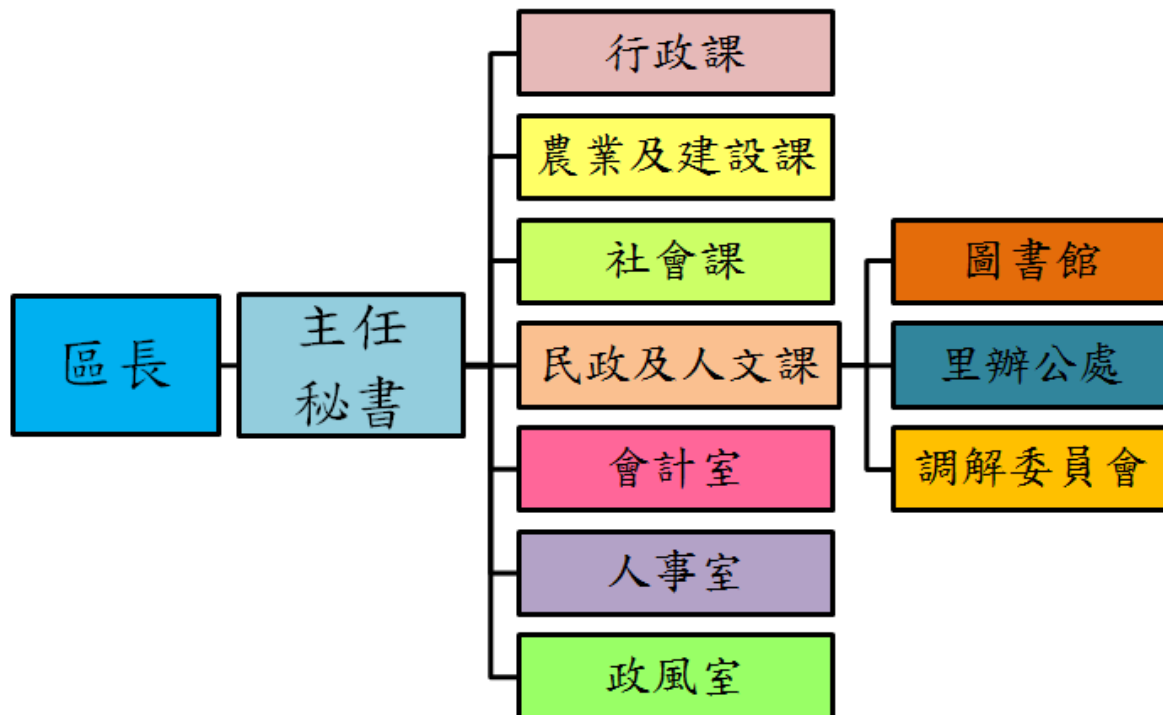 區長
主任
秘書
行政課
農業及建設課
社會課
民政及人文課
會計室
人事室
政風室
圖書館
里辦公處
調解委員會